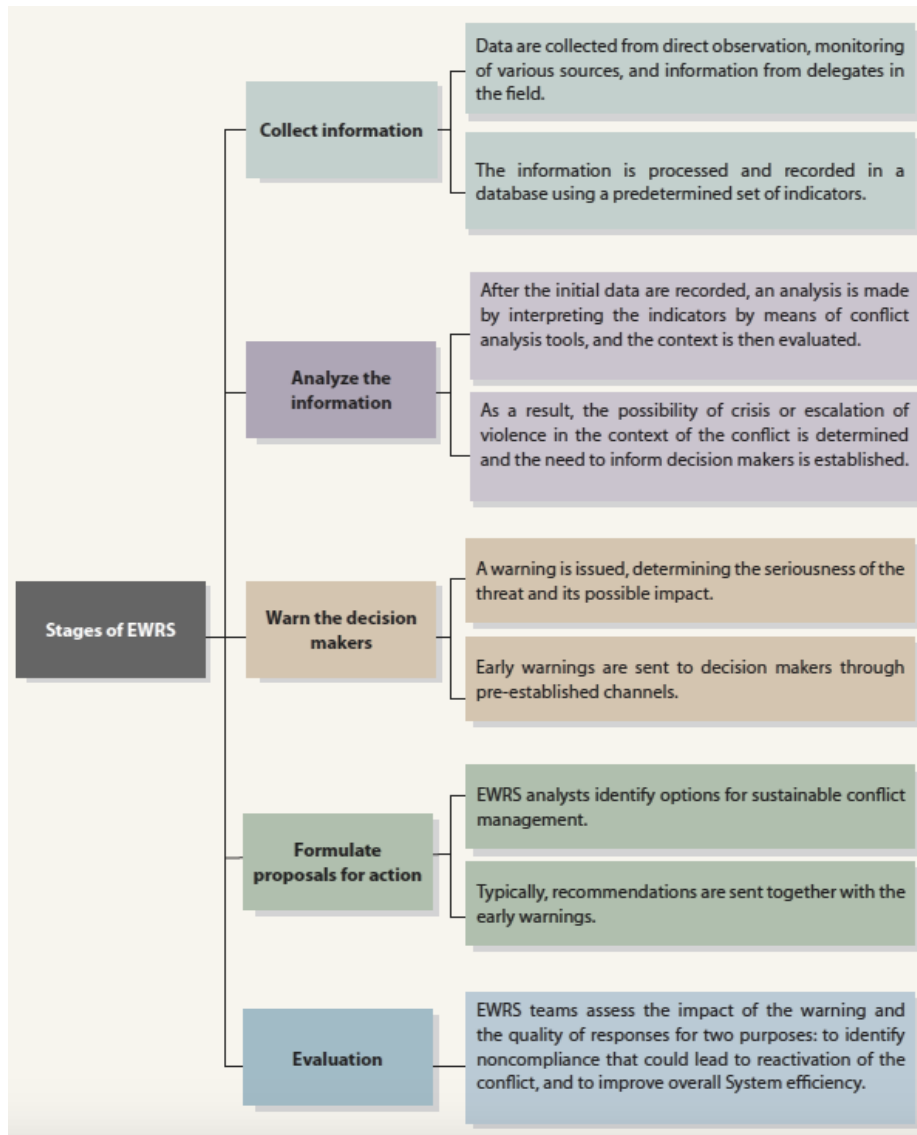 Stages of EWRS
Collect information
Data are collected from direct observation, monitoring
of various sources, and information from delegates in
the field.
The information is processed and recorded in a
database using a predetermined set of indicators.
Analyze the
information
After the initial data are recorded, an analysis is made
by interpreting the indicators by means of conflict
analysis tools, and the context is then evaluated.
As a result, the possibility of crisis or escalation of
violence in the context of the conflict is determined
and the need to inform decision makers is established.
Warn the decision
makers
A warning is issued, determining the seriousness of the
threat and its possible impact.
Early warnings are sent to decision makers through
pre-established channels.
Formulate
proposals for action
EWRS analysts identify options for sustainable conflict
management.
Typically, recommendations are sent together with the
early warnings.
Evaluation
EWRS teams assess the impact of the warning and
the quality of responses for two purposes: to identify
noncompliance that could lead to reactivation of the
conflict, and to improve overall System efficiency.